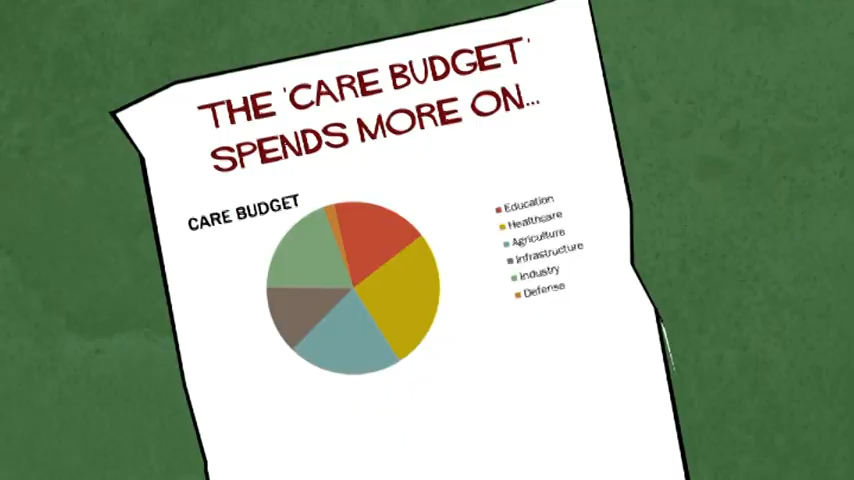 THE 'CARE BUDGET'
SPENDS MORE ON...
CARE BUDGET
Education
Healthcare
Agriculture
Infrastructure
Industry
Defense